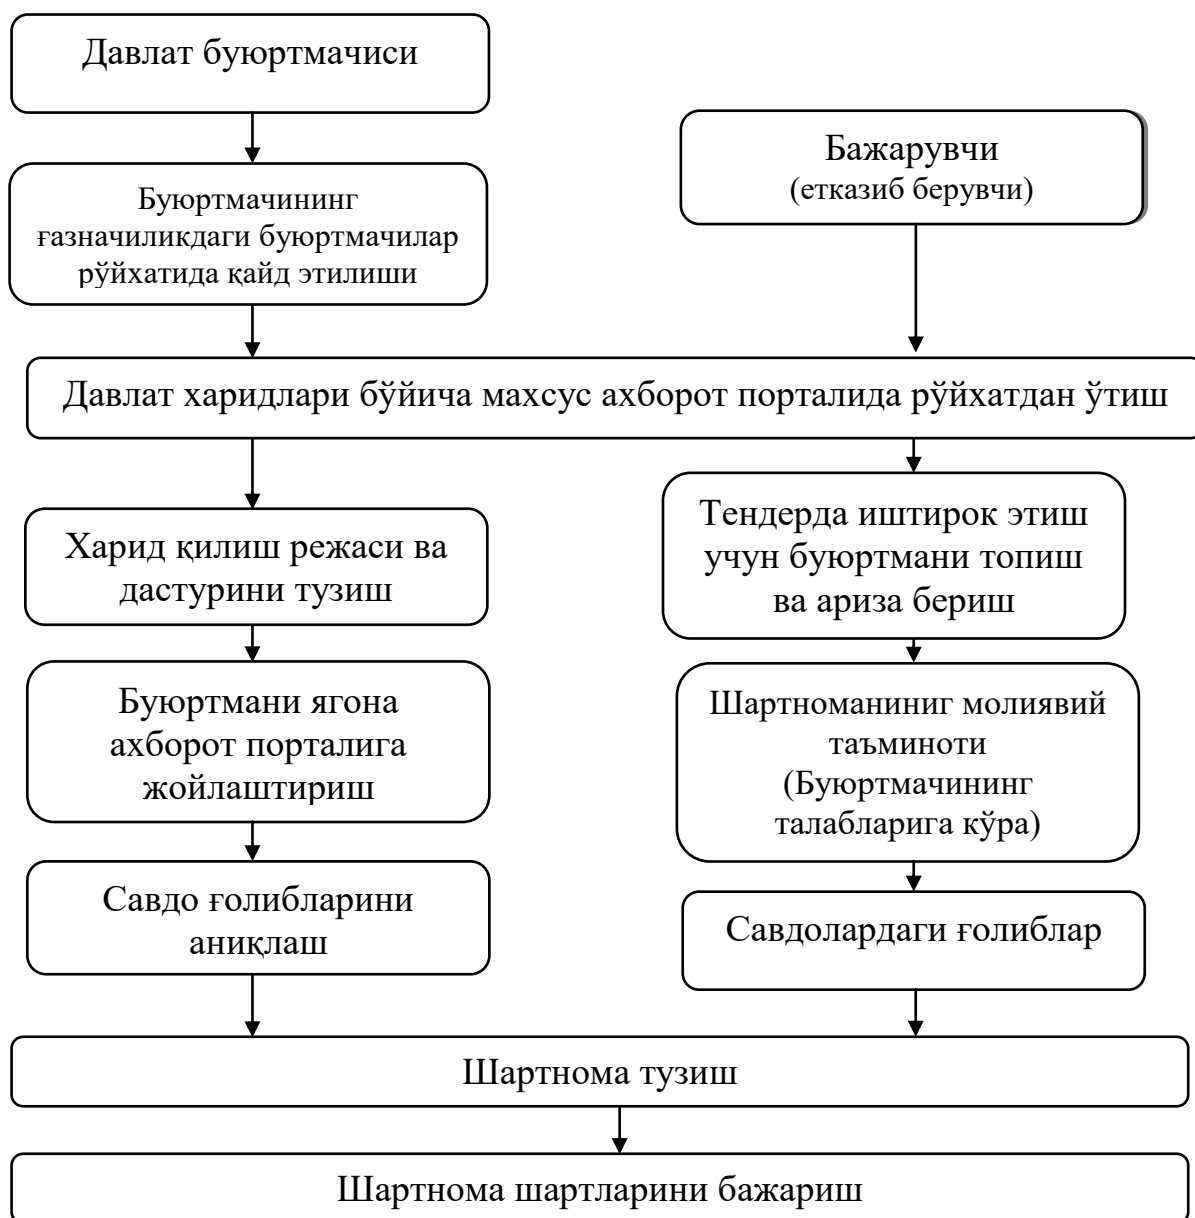 Давлат буюртмачиси
Буюртмачининг
ғазначиликдаги буюртмачилар
рўйхатида қайд этилиши
Бажарувчи
(етказиб берувчи)
Давлат харидлари бўйича махсус ахборот порталида рўйхатдан ўтиш
Харид қилиш режаси ва
дастурини тузиш
Буюртмани ягона
ахборот порталига
жойлаштириш
Савдо ғолибларини
аниқлаш
Тендерда иштирок этиш
учун буюртмани топиш
ва ариза бериш
Шартноманиниг молиявий
таъминоти
(Буюртмачининг
талабларига кўра)
Савдолардаги ғолиблар
Шартнома тузиш
Шартнома шартларини бажариш